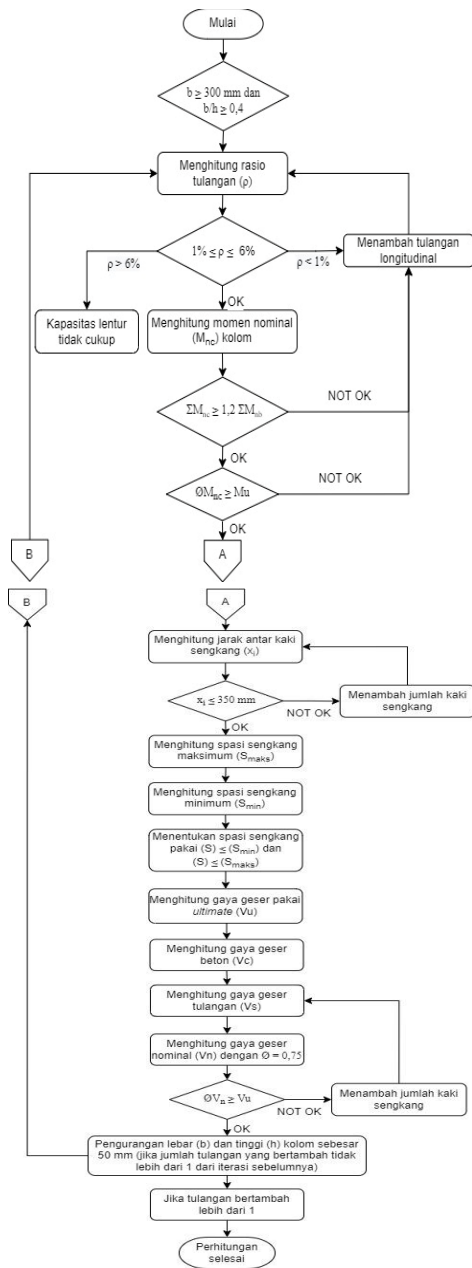 Mulai
b ≥ 300 mm dan
b/h ≥ 0,4
Menghitung rasio
tulangan (ρ)
1% ≤ ρ ≤ 6%
ρ > 6%
ρ < 1%
Menambah tulangan
longitudinal
OK
Kapasitas lentur
tidak cukup
Menghitung momen nominal
(Mnc) kolom
ΣMnc ≥ 1,2 ΣMnb
NOT OK
OK
ØMnc ≥ Mu
NOT OK
OK
B
A
B
A
Menghitung jarak antar kaki
sengkang (xi)
xi ≤ 350 mm
NOT OK
Menambah jumlah kaki
sengkang
OK
Menghitung spasi sengkang
maksimum (Smaks)
Menghitung spasi sengkang
minimum (Smin)
Menentukan spasi sengkang
pakai (S) ≤ (Smin) dan
(S) ≤ (Smaks)
Menghitung gaya geser pakai
ultimate (Vu)
Menghitung gaya geser
beton (Vc)
Menghitung gaya geser
tulangan (Vs)
Menghitung gaya geser
nominal (Vn) dengan Ø = 0,75
ØVn ≥ Vu
NOT OK
Menambah jumlah kaki
sengkang
OK
Pengurangan lebar (b) dan tinggi (h) kolom sebesar
50 mm (jika jumlah tulangan yang bertambah tidak
lebih dari 1 dari iterasi sebelumnya)
Jika tulangan bertambah
lebih dari 1
Perhitungan
selesai